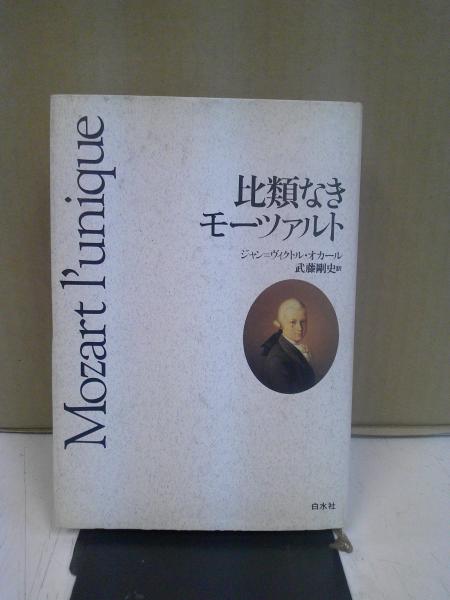 Mozart l'unique
比類なき
モーツァルト
ジャン＝ヴィクトル・オカール
武藤剛史訳
白水社